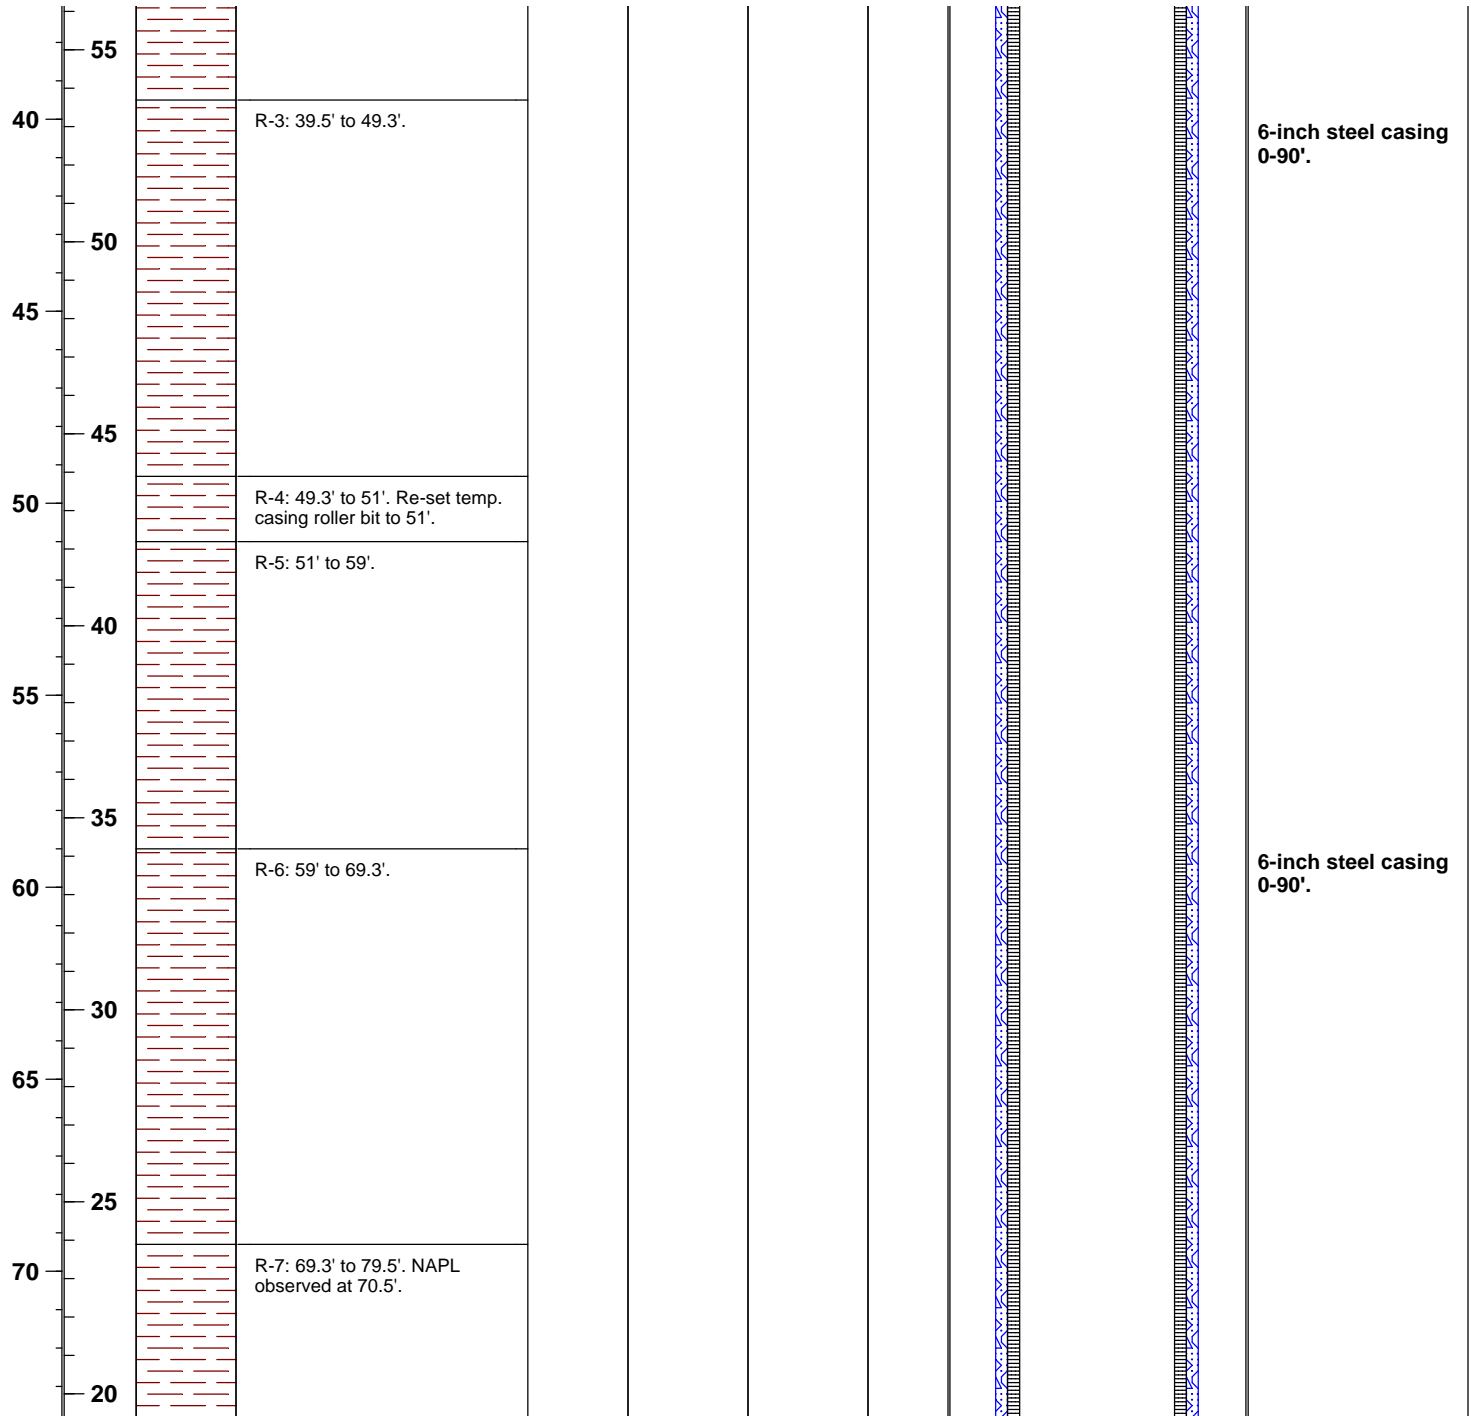 55
40
R-3: 39.5' to 49.3'.
6-inch steel casing
0-90'.
50
45
45
50
R-4: 49.3' to 51'. Re-set temp.
casing roller bit to 51'.
R-5: 51' to 59'.
40
55
35
60
R-6: 59' to 69.3'.
6-inch steel casing
0-90'.
30
65
25
70
R-7: 69.3' to 79.5'. NAPL
observed at 70.5'.
20